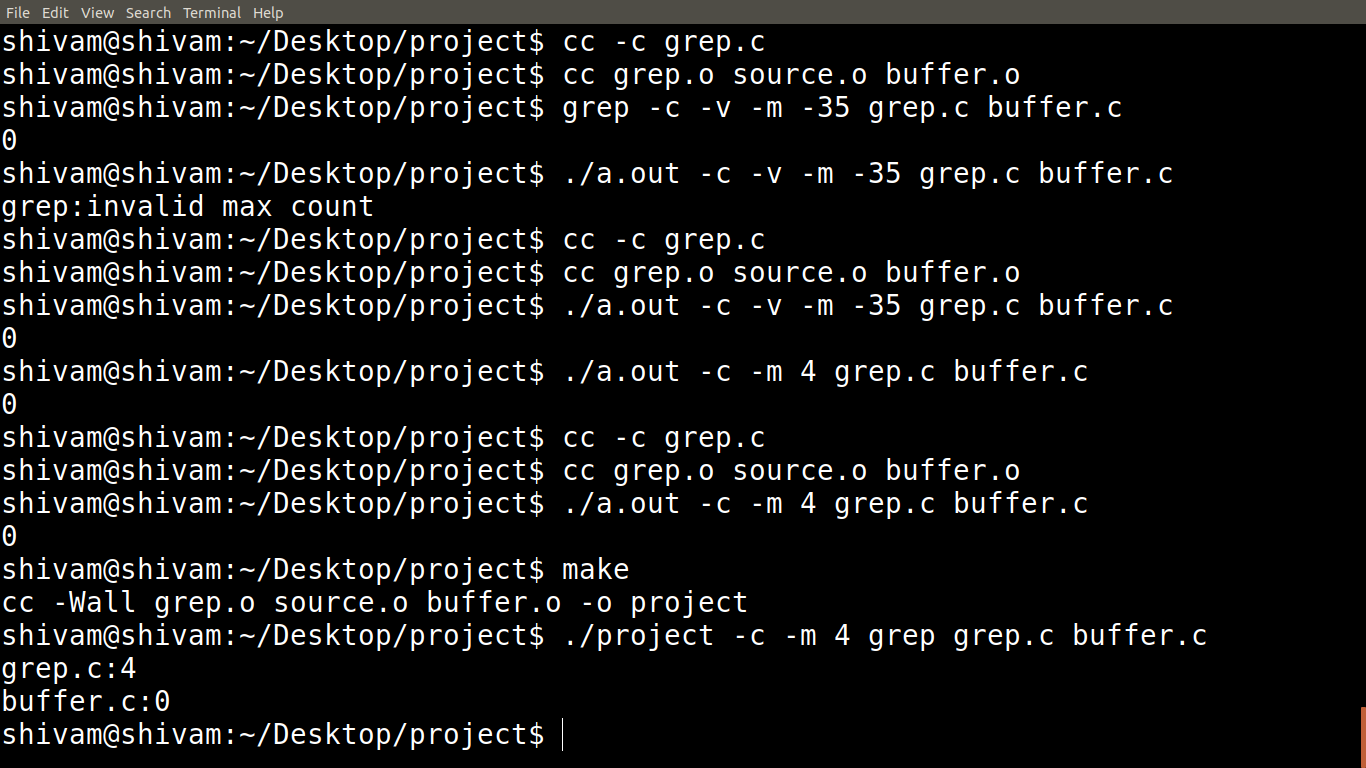 File Edit View Search Terminal Help
shivam@shivam:~/Desktop/project$ cc -c grep.c
shivam@shivam:~/Desktop/project$ cc grep.o source.o buffer.o
shivam@shivam:~/Desktop/project$ grep -c -v -m -35 grep.c buffer.c
0
shivam@shivam:~/Desktop/project$ ./a.out -c -v -m -35 grep.c buffer.c
grep:invalid max count
shivam@shivam:~/Desktop/project$ cc -c grep.c
shivam@shivam:~/Desktop/project$ cc grep.o source.o buffer.o
shivam@shivam:~/Desktop/project$ ./a.out -c -v -m -35 grep.c buffer.c
0
shivam@shivam:~/Desktop/project$ ./a.out -c -m 4 grep.c buffer.c
0
shivam@shivam:~/Desktop/project$ cc -c grep.c
shivam@shivam:~/Desktop/project$ cc grep.o source.o buffer.o
shivam@shivam:~/Desktop/project$ ./a.out -c -m 4 grep.c buffer.c
0
shivam@shivam:~/Desktop/project$ make
cc -Wall grep.o source.o buffer.o -o project
shivam@shivam:~/Desktop/project$ ./project -c -m 4 grep grep.c buffer.c
grep.c:4
buffer.c:0
shivam@shivam:~/Desktop/project$